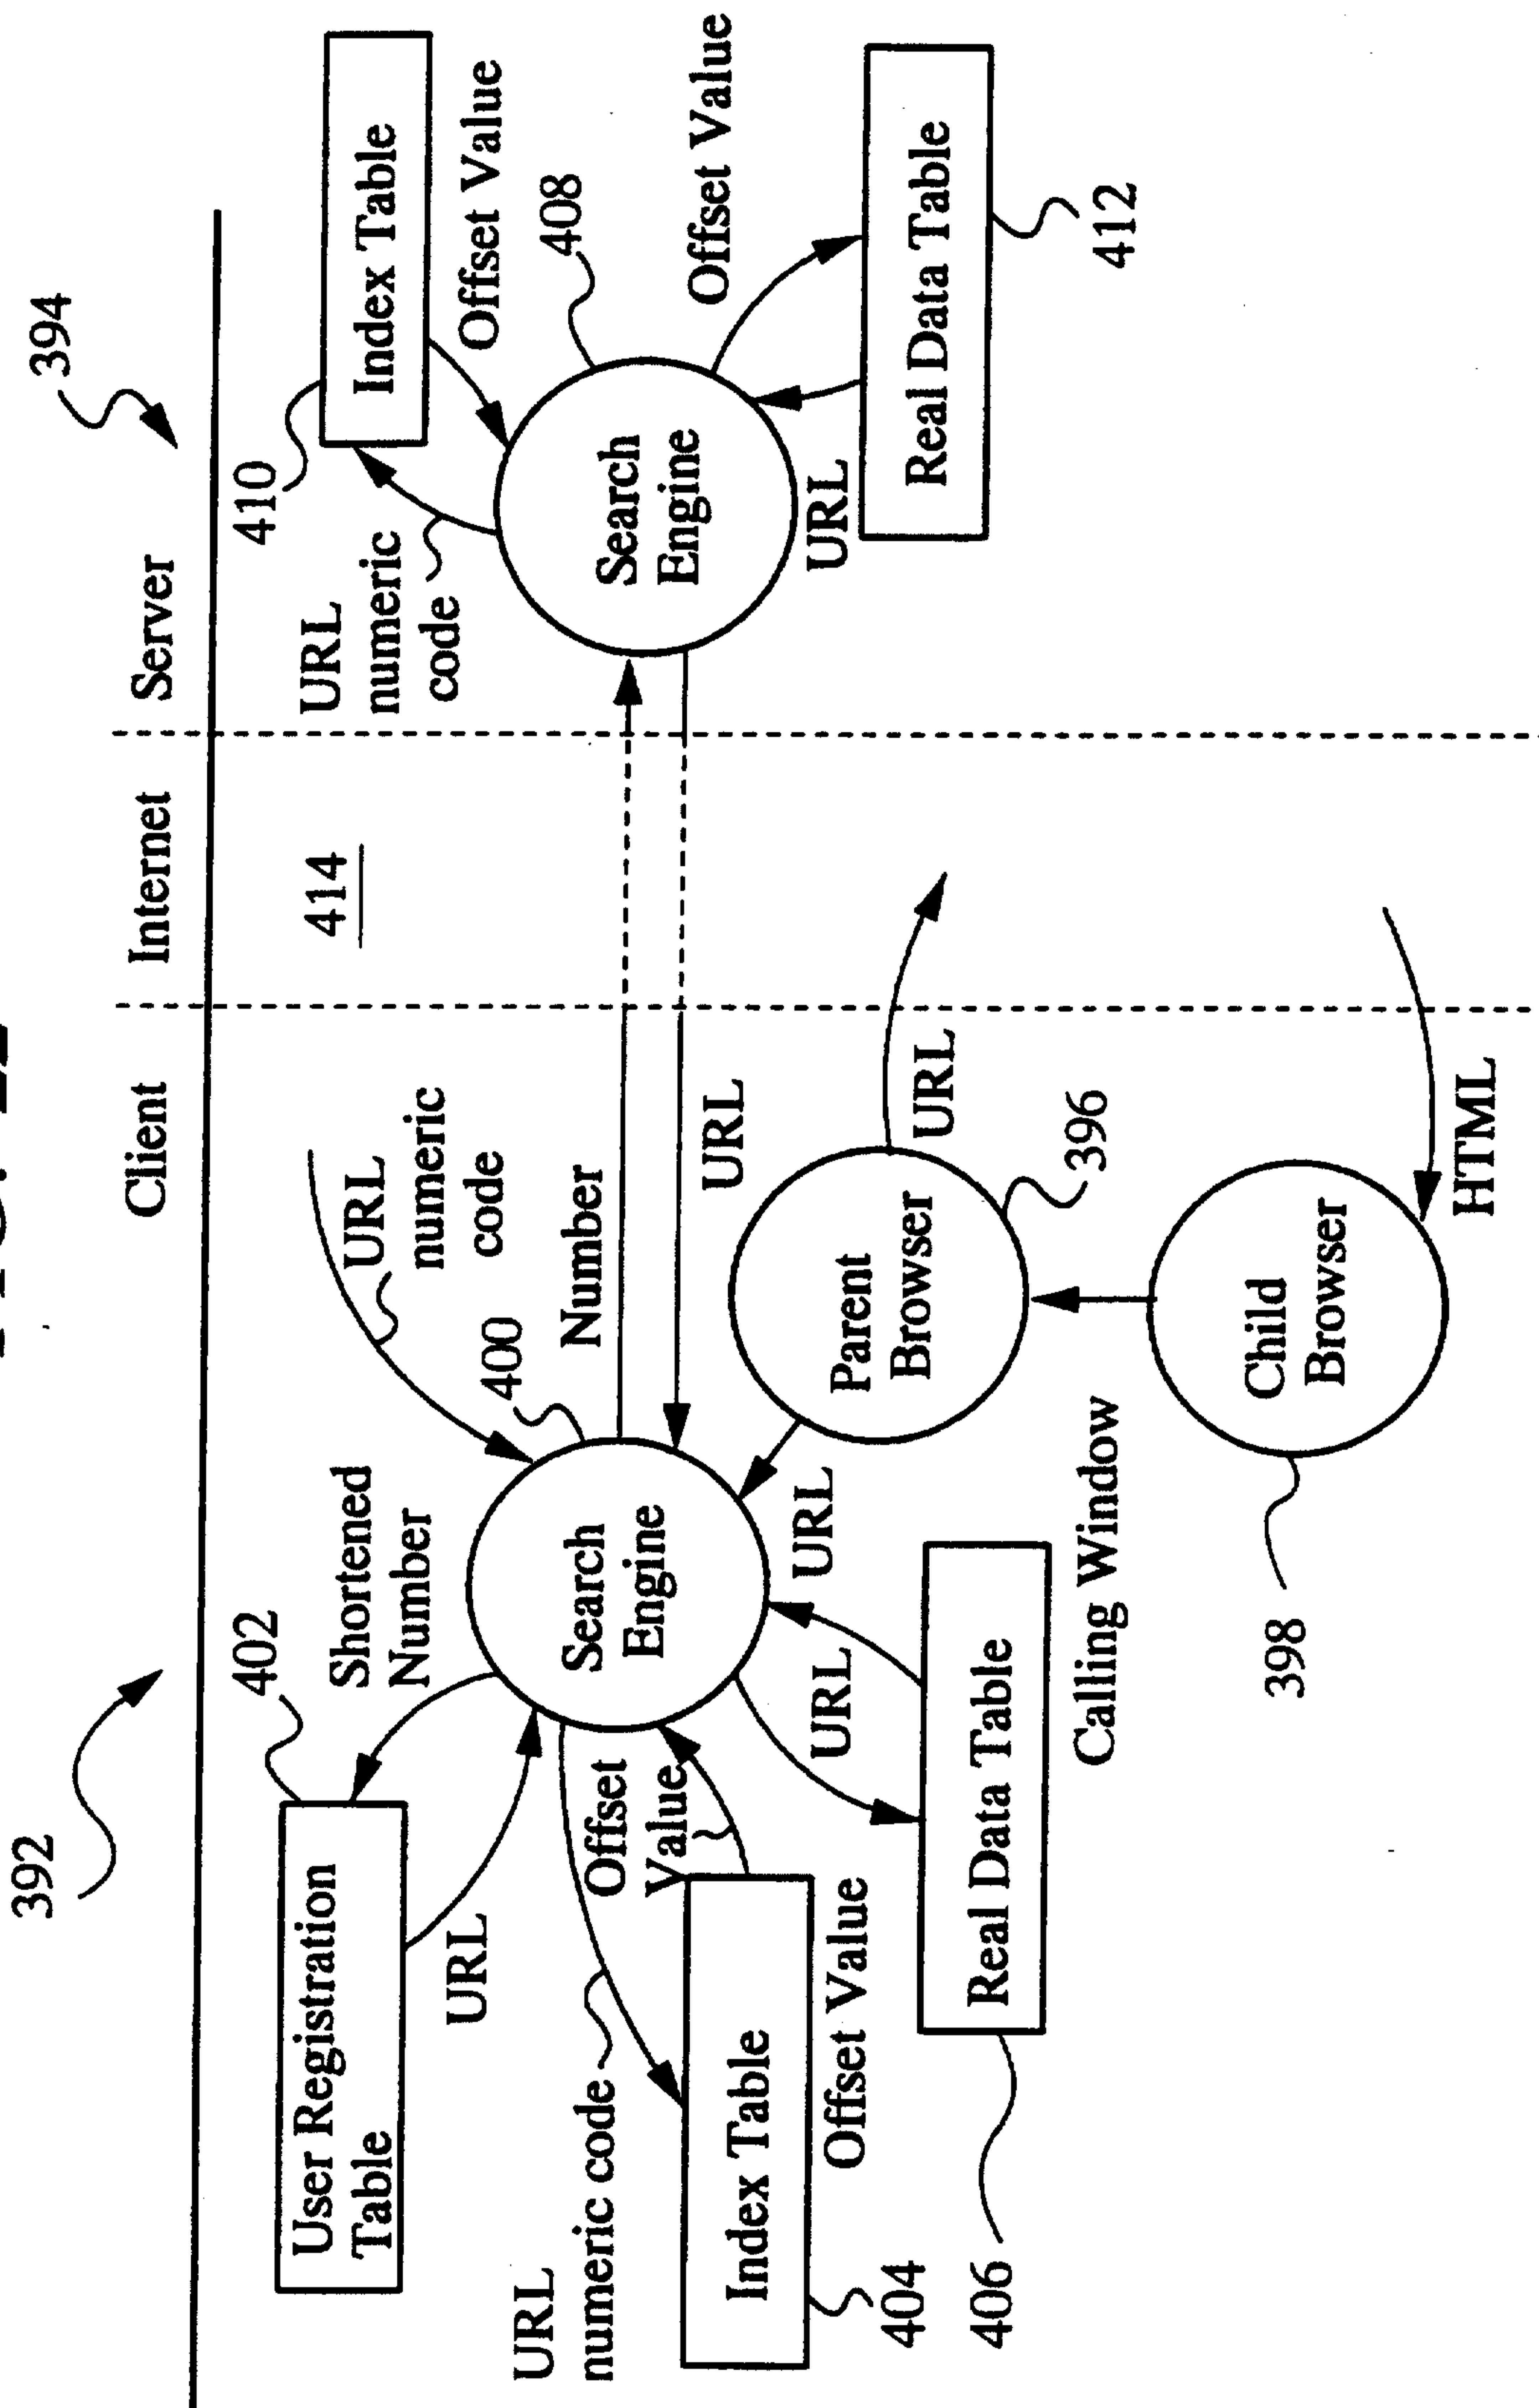 392
394
Client
Internet
Server
User Registration
Table
402
Shortened
Number
URL
URL
numeric
code
414
URL
numeric
code
410
Index Table
Offset Value
URL
numeric code
Offset
Value
Search
Engine
400
Number
URL
Search
Engine
408
Index Table
404
Offset Value
URL
URL
Parent
Browser
396
URL
URL
Offset Value
Real Data Table
412
Real Data Table
406
Calling Window
Child
Browser
398
HTML